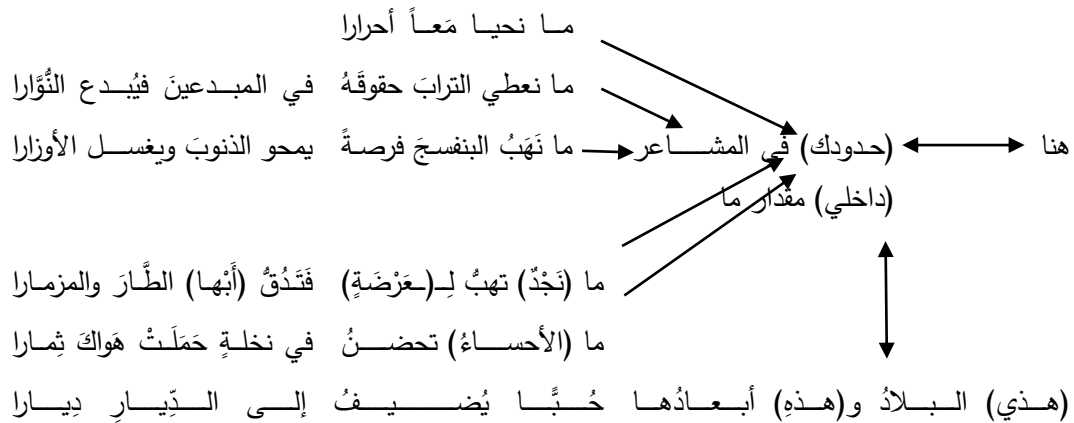 ما نحيا مَعاً أحرارا
ما نعطي الترابَ حقوقَهُ في المبدعينَ فيُبدع النُّوَّارا
هنا (حدودك) في المشاعر ما نَهَبُ البنفسجَ فرصةً يمحو الذنوبَ ويغسل الأوزارا
(داخلي) مقدار ما
ما (نَجْدٌ) تهبُّ لِـ(ـعَرْضَةٍ) فَتَدُقُّ (أَبْها) الطَّارَ والمزمارا
ما (الأحساءُ) تحضنُ في نخلةٍ حَمَلَتْ هَواكَ ثِمارا
(هذي) البلادُ و(هذهِ) أبعادُها حُبًّا يُضيفُ إلى الدِّيارِ دِيارا